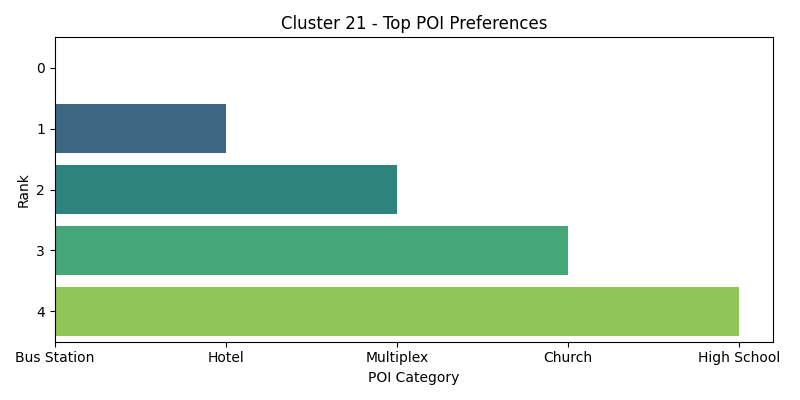 Cluster 21 - Top POI Preferences
Rank
0
1
2
3
4
Bus Station
Hotel
Multiplex
Church
High School
POI Category